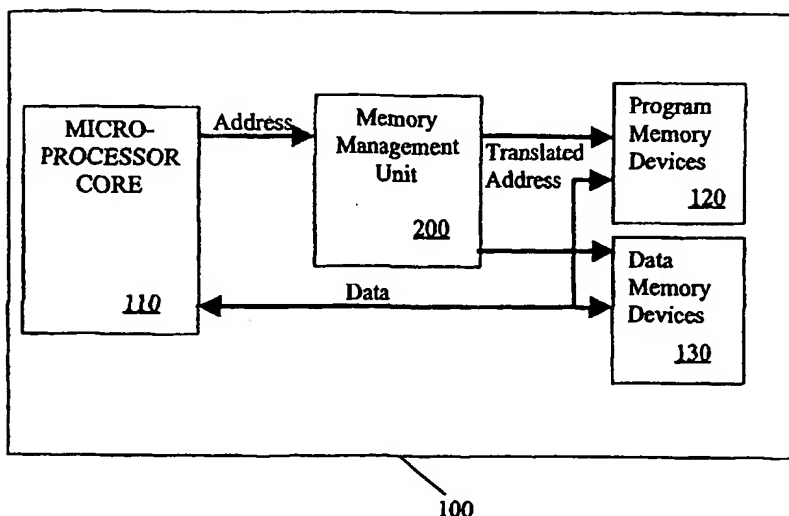 MICRO-
PROCESSOR
CORE
110
Address
Memory
Management
Unit
200
Translated
Address
Data
Program
Memory
Devices
120
Data
Memory
Devices
130
100